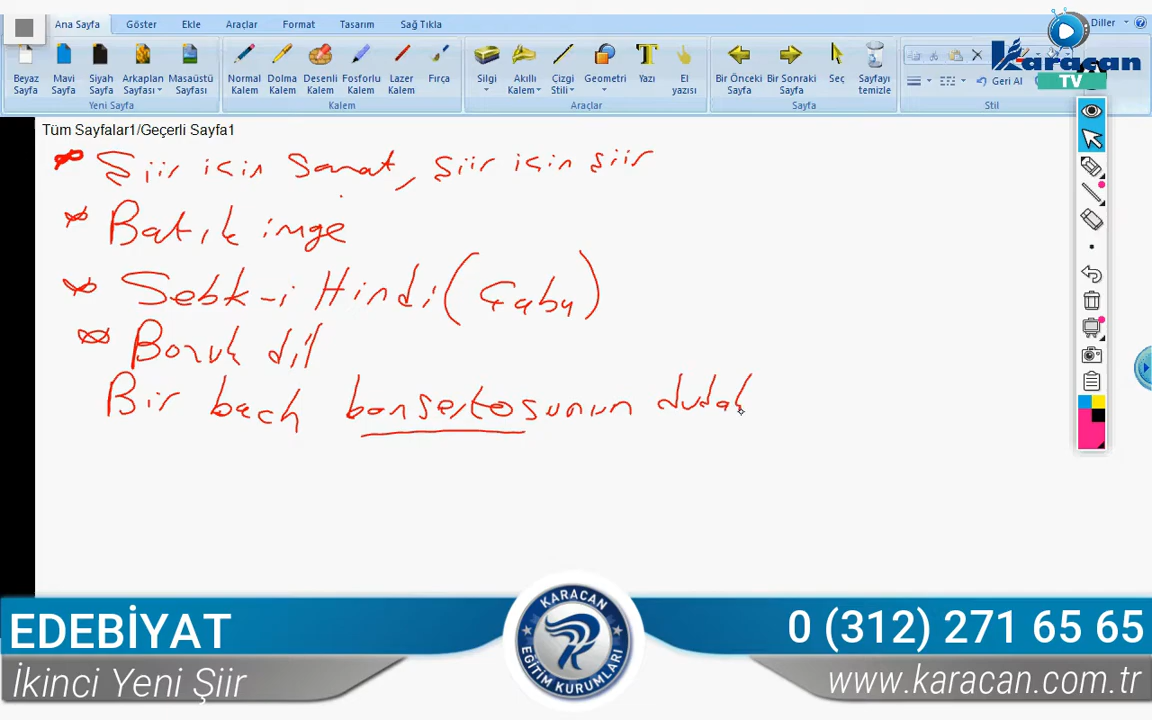 Ana Sayfa Göster Ekle Araçlar Format Tasarım Sağ Tıkla Diller
Beyaz Sayfa Mavi Sayfa Siyah Sayfa Arkaplan Sayfası Masaüstü Sayfası Normal Kalem Dolma Kalem Desenli Kalem Fosforlu Kalem Lazer Kalem Fırça Silgi Akıllı Kalem Çizgi Stili Geometri Yazı El yazısı Bir Önceki Sayfa Bir Sonraki Sayfa Seç Sayfayı temizle Geri Al
Yeni Sayfa Kalem Araçlar Sayfa Stil
Karacan
TV
Tüm Sayfalar1/Geçerli Sayfa1
Şiir için sanat, şiir için şiir
Batık imge
Sebk-i Hindi (Çaba)
Bozuk dil
Bir bach konsertosunun dudak
EDEBİYAT
İkinci Yeni Şiir
KARACAN
EĞİTİM KURUMLARI
0 (312) 271 65 65
www.karacan.com.tr